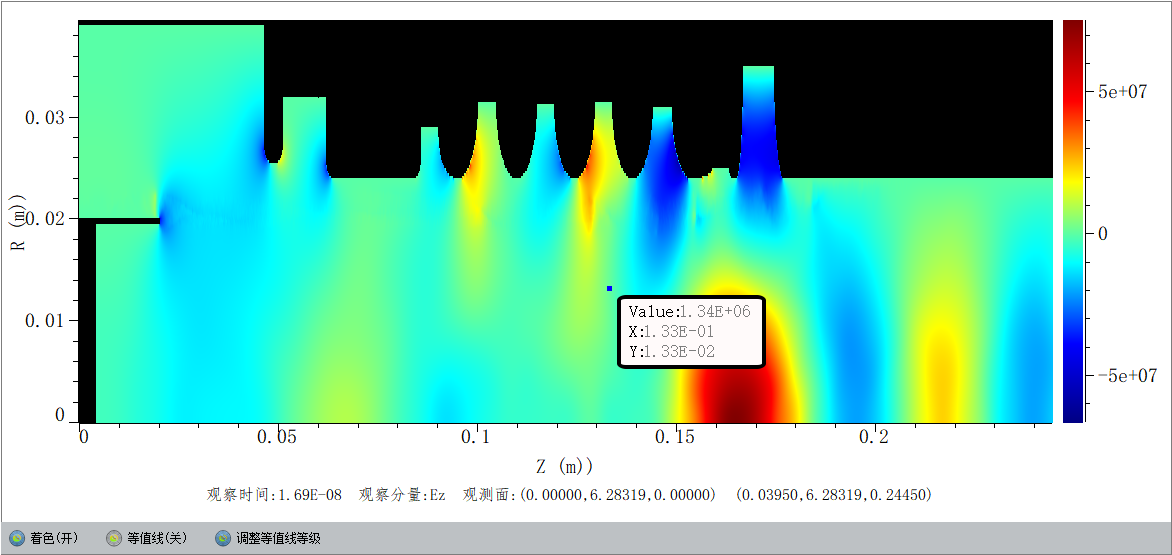 5e+07
0.03
0
0.02
R (m))
Value:1.34E+06
0.01
X:1.33E-01
Y:1.33E-02
-5e+07
0
0 0.05 0.1 0.15 0.2
Z (m))
观察时间:1.69E-08 观察分量:Ez 观测面:(0.00000,6.28319,0.00000) (0.03950,6.28319,0.24450)
着色(开) 等值线(关) 调整等值线等级